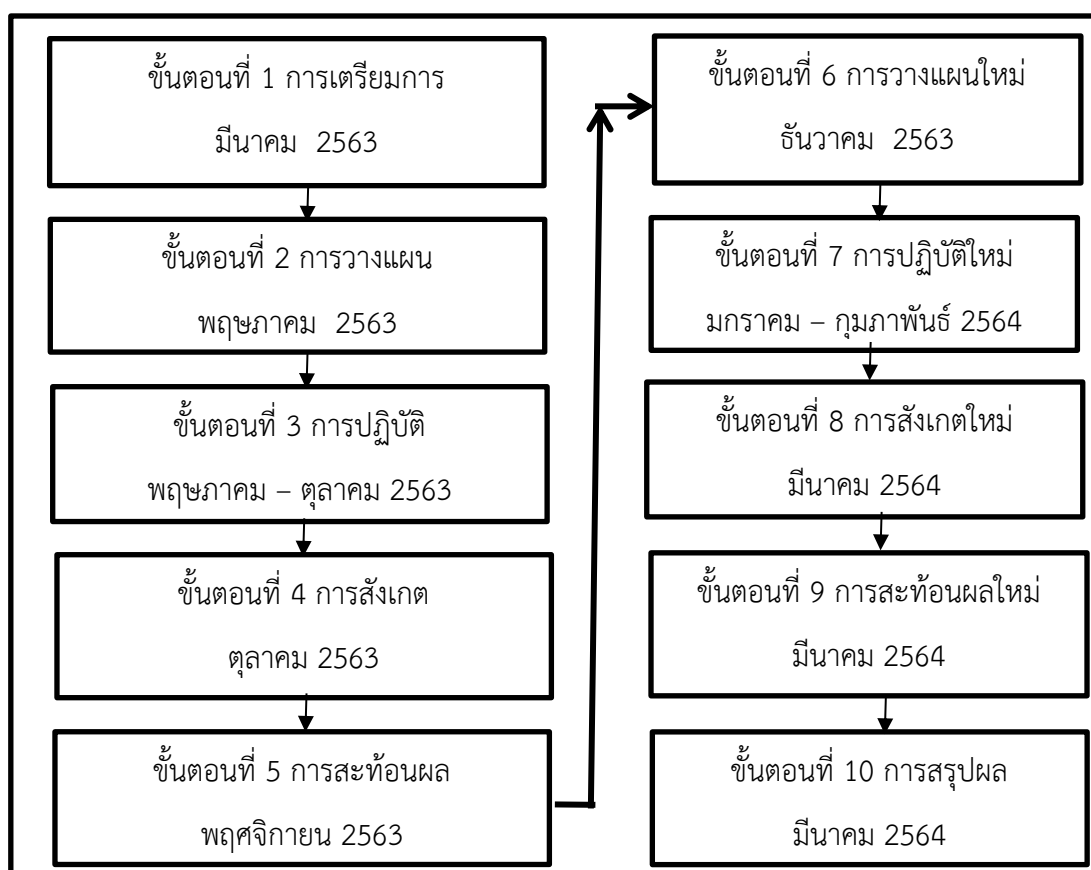 ขั้นตอนที่ 1 การเตรียมการ
มีนาคม 2563
ขั้นตอนที่ 2 การวางแผน
พฤษภาคม 2563
ขั้นตอนที่ 3 การปฏิบัติ
พฤษภาคม – ตุลาคม 2563
ขั้นตอนที่ 4 การสังเกต
ตุลาคม 2563
ขั้นตอนที่ 5 การสะท้อนผล
พฤศจิกายน 2563
ขั้นตอนที่ 6 การวางแผนใหม่
ธันวาคม 2563
ขั้นตอนที่ 7 การปฏิบัติใหม่
มกราคม – กุมภาพันธ์ 2564
ขั้นตอนที่ 8 การสังเกตใหม่
มีนาคม 2564
ขั้นตอนที่ 9 การสะท้อนผลใหม่
มีนาคม 2564
ขั้นตอนที่ 10 การสรุปผล
มีนาคม 2564